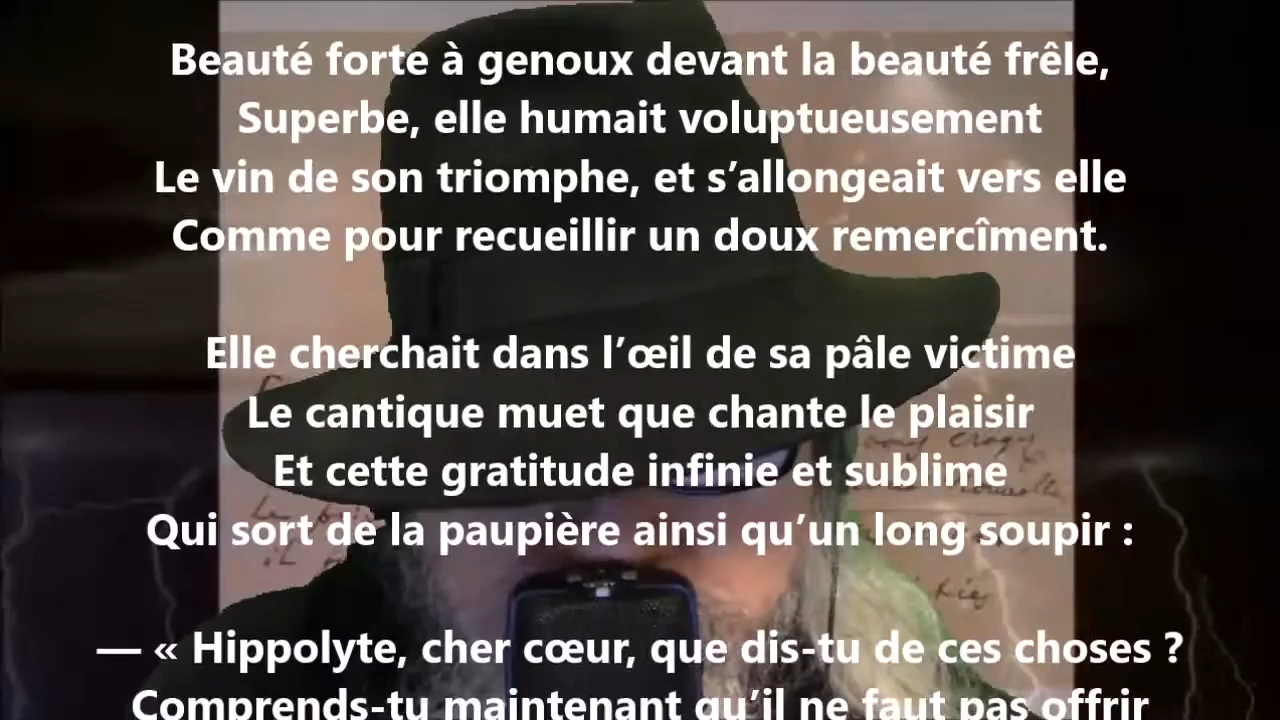 Beauté forte à genoux devant la beauté frêle,
Superbe, elle humait voluptueusement
Le vin de son triomphe, et s’allongeait vers elle
Comme pour recueillir un doux remercîment.
Elle cherchait dans l’œil de sa pâle victime
Le cantique muet que chante le plaisir
Et cette gratitude infinie et sublime
Qui sort de la paupière ainsi qu’un long soupir :
— « Hippolyte, cher cœur, que dis-tu de ces choses ?
Comprends-tu maintenant qu’il ne faut pas offrir